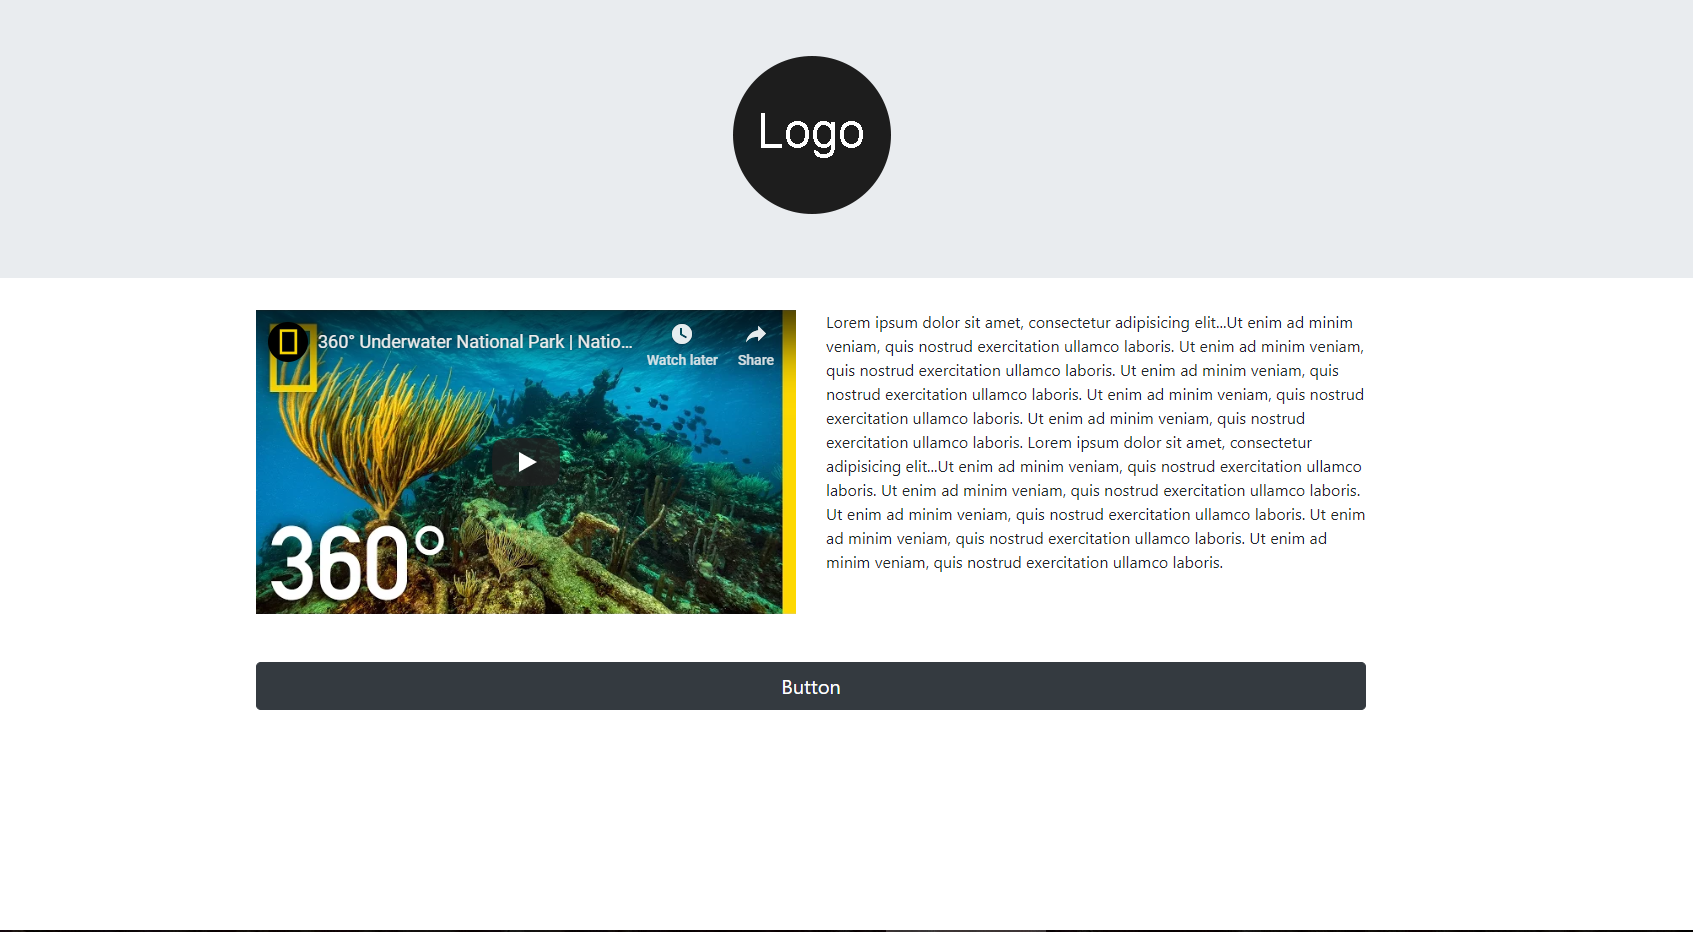 Logo
360° Underwater National Park | Natio...
Watch later
Share
360°
Lorem ipsum dolor sit amet, consectetur adipisicing elit...Ut enim ad minim
veniam, quis nostrud exercitation ullamco laboris. Ut enim ad minim veniam,
quis nostrud exercitation ullamco laboris. Ut enim ad minim veniam, quis
nostrud exercitation ullamco laboris. Ut enim ad minim veniam, quis nostrud
exercitation ullamco laboris. Ut enim ad minim veniam, quis nostrud
exercitation ullamco laboris. Lorem ipsum dolor sit amet, consectetur
adipisicing elit...Ut enim ad minim veniam, quis nostrud exercitation ullamco
laboris. Ut enim ad minim veniam, quis nostrud exercitation ullamco laboris.
Ut enim ad minim veniam, quis nostrud exercitation ullamco laboris. Ut enim
ad minim veniam, quis nostrud exercitation ullamco laboris. Ut enim ad
minim veniam, quis nostrud exercitation ullamco laboris.
Button